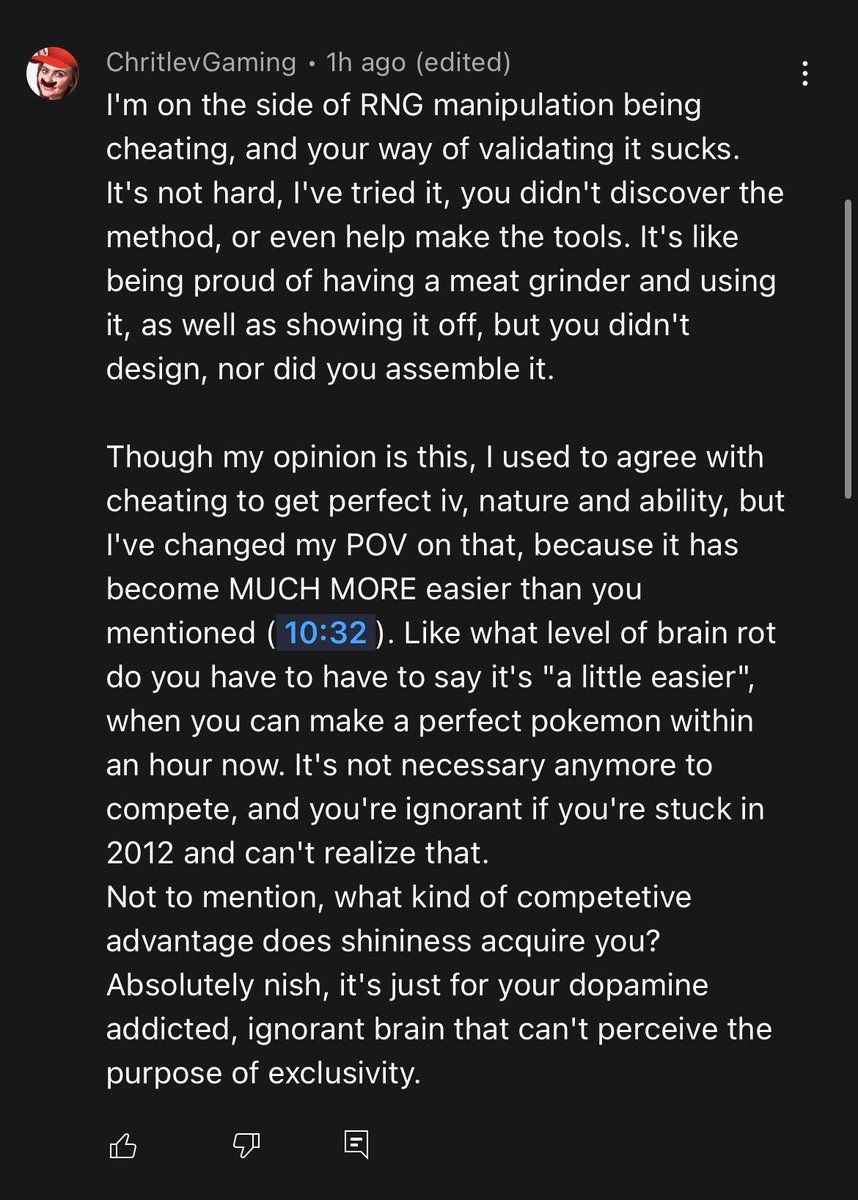 ChritlevGaming • 1h ago (edited)
I'm on the side of RNG manipulation being
cheating, and your way of validating it sucks.
It's not hard, I've tried it, you didn't discover the
method, or even help make the tools. It's like
being proud of having a meat grinder and using
it, as well as showing it off, but you didn't
design, nor did you assemble it.
Though my opinion is this, I used to agree with
cheating to get perfect iv, nature and ability, but
I've changed my POV on that, because it has
become MUCH MORE easier than you
mentioned ( 10:32 ). Like what level of brain rot
do you have to have to say it's "a little easier",
when you can make a perfect pokemon within
an hour now. It's not necessary anymore to
compete, and you're ignorant if you're stuck in
2012 and can't realize that.
Not to mention, what kind of competetive
advantage does shininess acquire you?
Absolutely nish, it's just for your dopamine
addicted, ignorant brain that can't perceive the
purpose of exclusivity.